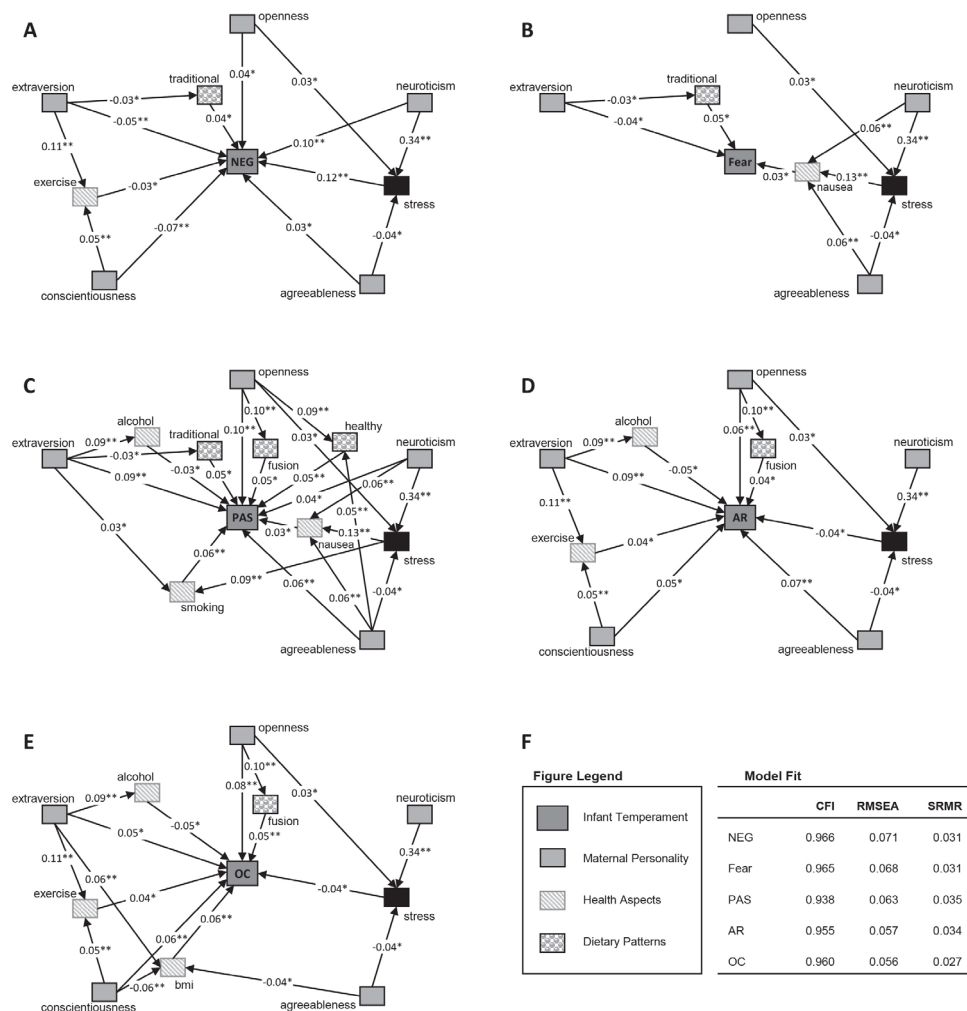 A
openness
extraversion
traditional
neuroticism
0.04*
0.03*
-0.03*
-0.05**
0.04*
0.10**
0.34**
0.11**
NEG
0.12**
exercise
-0.03*
stress
0.05**
-0.07**
0.03*
-0.04*
conscientiousness
agreeableness
B
openness
extraversion
traditional
neuroticism
0.03*
-0.03*
-0.04*
0.05*
0.06**
0.34**
Fear
0.03*
nausea
0.13**
stress
0.06**
-0.04*
agreeableness
C
openness
alcohol
healthy
extraversion
traditional
neuroticism
0.09**
-0.03*
0.10**
0.10**
0.09**
0.03*
fusion
0.09**
-0.03*
0.05*
0.05*
0.05**
0.04*
0.06**
0.34**
PAS
0.03*
nausea
0.05**
0.13**
stress
0.03*
0.06**
0.09**
smoking
0.06**
0.06**
-0.04*
agreeableness
D
openness
alcohol
extraversion
neuroticism
0.09**
0.06**
0.10**
0.03*
fusion
-0.05*
0.09**
0.04*
0.34**
0.11**
AR
exercise
0.04*
-0.04*
stress
0.05**
0.05*
0.07**
-0.04*
conscientiousness
agreeableness
E
openness
alcohol
extraversion
neuroticism
0.09**
0.08**
0.10**
0.03*
fusion
0.05*
-0.05*
0.05**
0.34**
0.11**
0.06**
OC
exercise
0.04*
-0.04*
stress
0.05**
0.06**
0.06**
-0.06**
bmi
-0.04*
-0.04*
conscientiousness
agreeableness
F
Figure Legend
Infant Temperament
Maternal Personality
Health Aspects
Dietary Patterns
Model Fit
CFI RMSEA SRMR
NEG 0.966 0.071 0.031
Fear 0.965 0.068 0.031
PAS 0.938 0.063 0.035
AR 0.955 0.057 0.034
OC 0.960 0.056 0.027